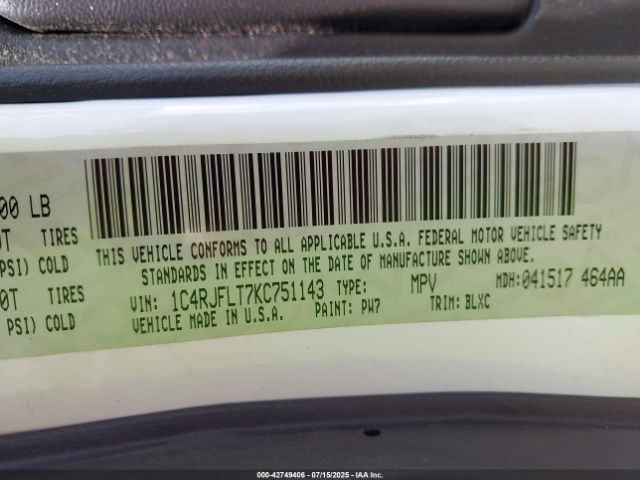 00 LB
0T TIRES
PSI) COLD
0T TIRES
PSI) COLD
THIS VEHICLE CONFORMS TO ALL APPLICABLE U.S.A. FEDERAL MOTOR VEHICLE SAFETY
STANDARDS IN EFFECT ON THE DATE OF MANUFACTURE SHOWN ABOVE.
VIN: 1C4RJFLT7KC751143 TYPE: MPV MDH:041517 464AA
VEHICLE MADE IN U.S.A. PAINT: PW7 TRIM: BLXC
000-42749406 - 07/15/2025 - IAA Inc.